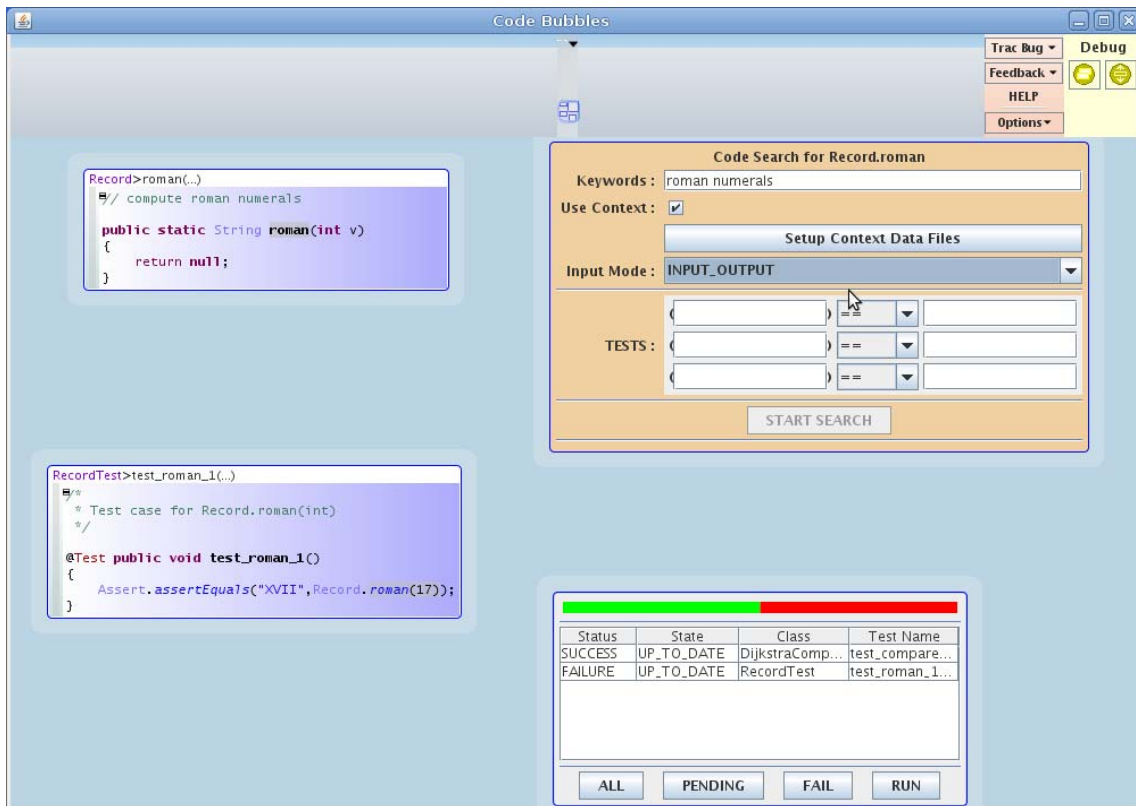 Code Bubbles
Trac Bug
Debug
Feedback
HELP
Options
Record>roman(...)
// compute roman numerals
public static String roman(int v)
{
return null;
}
Code Search for Record.roman
Keywords : roman numerals
Use Context :
Setup Context Data Files
Input Mode : INPUT_OUTPUT
( ) ==
TESTS : ( ) ==
( ) ==
START SEARCH
RecordTest>test_roman_1(...)
/*
* Test case for Record.roman(int)
*/
@Test public void test_roman_1()
{
Assert.assertEquals("XVII",Record.roman(17));
}
Status State Class Test Name
SUCCESS UP_TO_DATE DijkstraComp... test_compare...
FAILURE UP_TO_DATE RecordTest test_roman_1...
ALL PENDING FAIL RUN